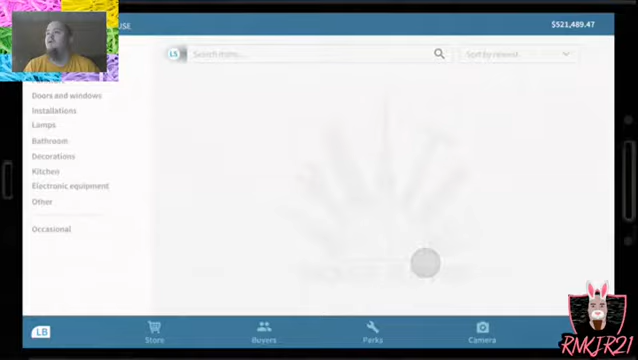 USE
$521,489.47
LS
Search items...
Sort by newest
Doors and windows
Installations
Lamps
Bathroom
Decorations
Kitchen
Electronic equipment
Other
Occasional
LB
Store
Buyers
Perks
Camera
RNKJR21